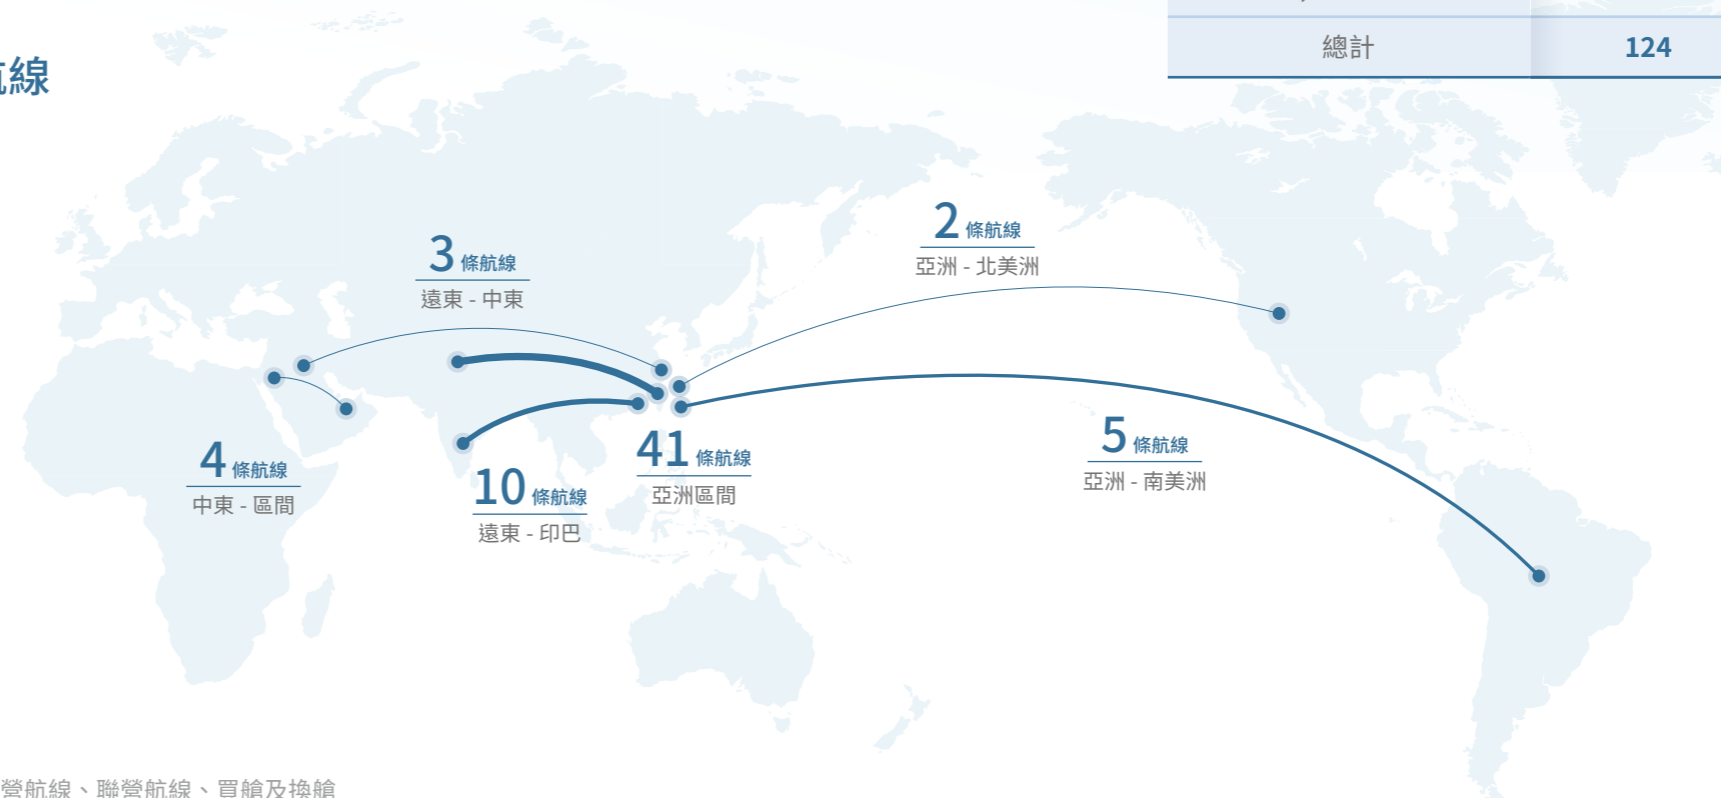 總計 124
航線
2 條航線
亞洲 - 北美洲
3 條航線
遠東 - 中東
5 條航線
亞洲 - 南美洲
4 條航線
中東 - 區間
41 條航線
亞洲區間
10 條航線
遠東 - 印巴
營航線、聯營航線、買艙及換艙